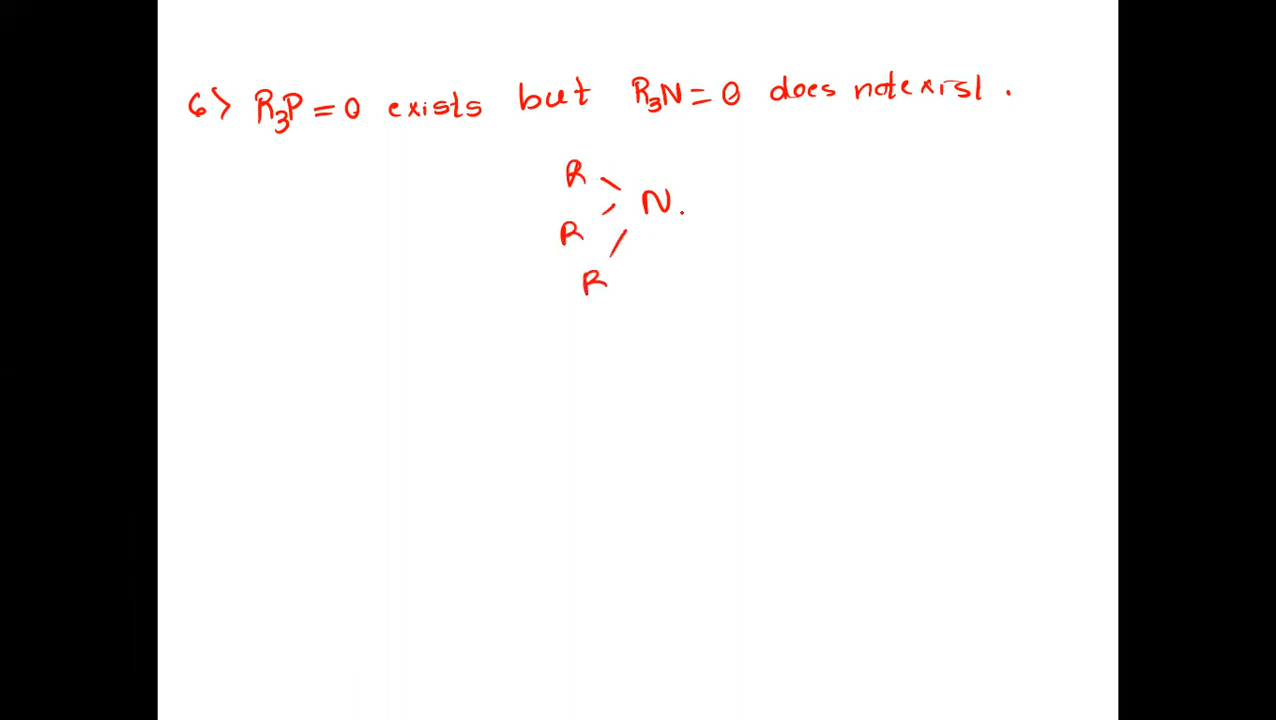 6> R₃P = O exists but R₃N = O does not exist.
R
N.
R
R